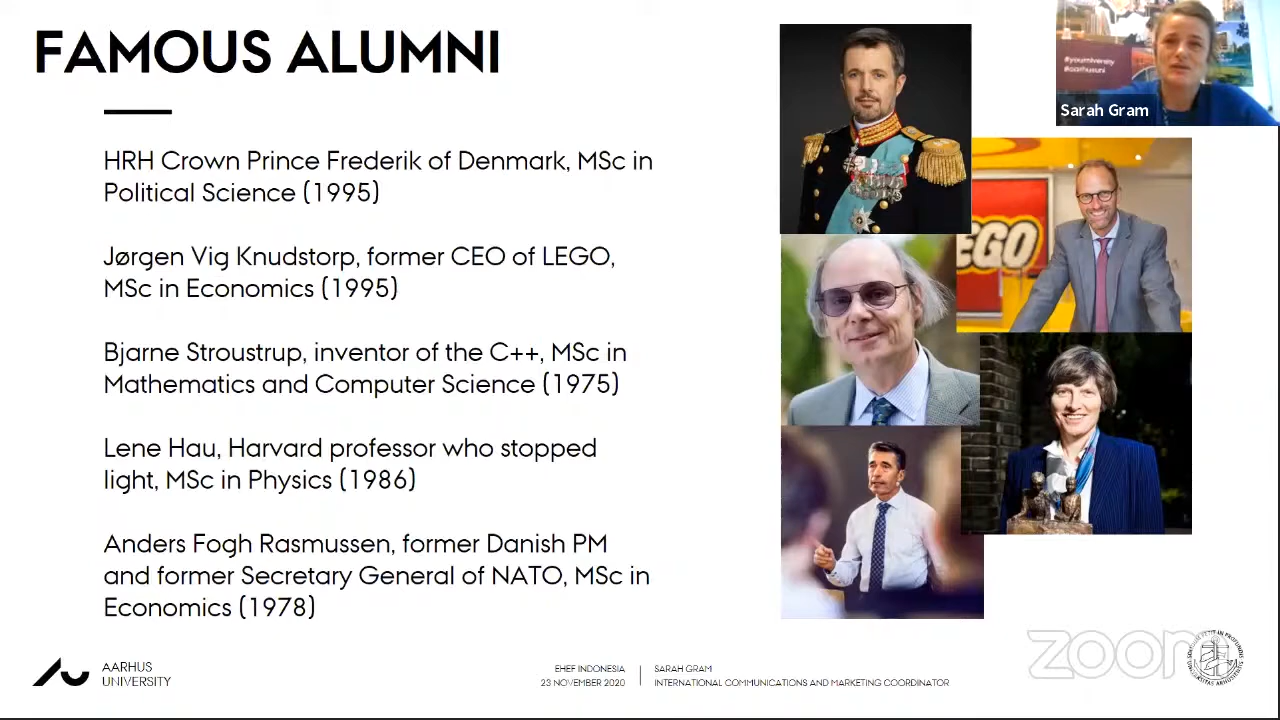 FAMOUS ALUMNI
HRH Crown Prince Frederik of Denmark, MSc in
Political Science (1995)
Jørgen Vig Knudstorp, former CEO of LEGO,
MSc in Economics (1995)
Bjarne Stroustrup, inventor of the C++, MSc in
Mathematics and Computer Science (1975)
Lene Hau, Harvard professor who stopped
light, MSc in Physics (1986)
Anders Fogh Rasmussen, former Danish PM
and former Secretary General of NATO, MSc in
Economics (1978)
#youniversity
#aarhusuni
Sarah Gram
EGO
AARHUS
UNIVERSITY
EHEF INDONESIA
23 NOVEMBER 2020
SARAH GRAM
INTERNATIONAL COMMUNICATIONS AND MARKETING COORDINATOR
zoom